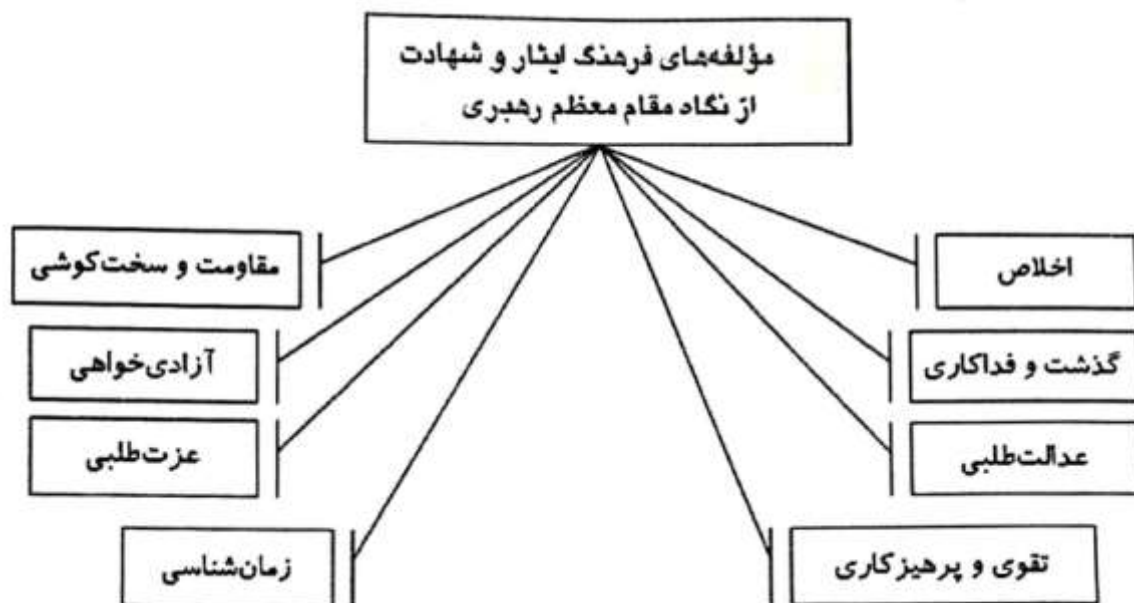 مؤلفه‌های فرهنگ ایثار و شهادت
از نگاه مقام معظم رهبری
اخلاص
گذشت و فداکاری
عدالت‌طلبی
تقوی و پرهیزکاری
مقاومت و سخت‌کوشی
آزادی‌خواهی
عزت‌طلبی
زمان‌شناسی